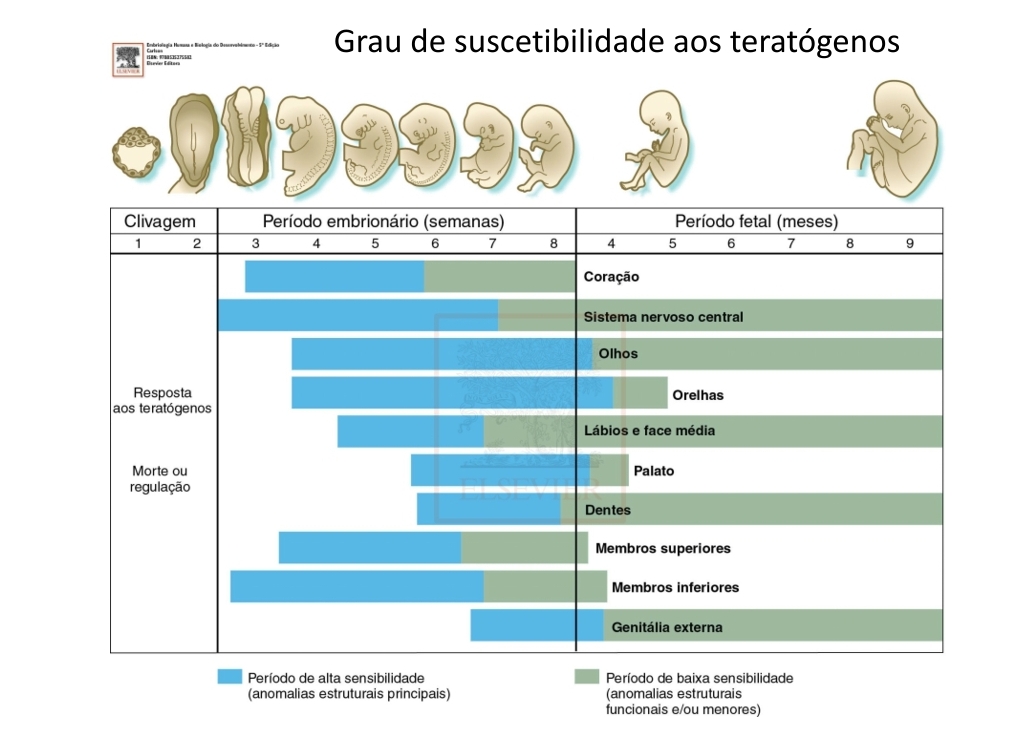 Grau de suscetibilidade aos teratógenos
Embriologia Humana e Biologia do Desenvolvimento - 5ª Edição
Carlson
ISBN: 9788535275582
Elsevier Editora
ELSEVIER
Clivagem
Período embrionário (semanas)
Período fetal (meses)
1 2 3 4 5 6 7 8 4 5 6 7 8 9
Coração
Sistema nervoso central
Olhos
Resposta
aos teratógenos
Orelhas
Lábios e face média
Morte ou
regulação
Palato
ELSEVIER
Dentes
Membros superiores
Membros inferiores
Genitália externa
Período de alta sensibilidade
(anomalias estruturais principais)
Período de baixa sensibilidade
(anomalias estruturais
funcionais e/ou menores)